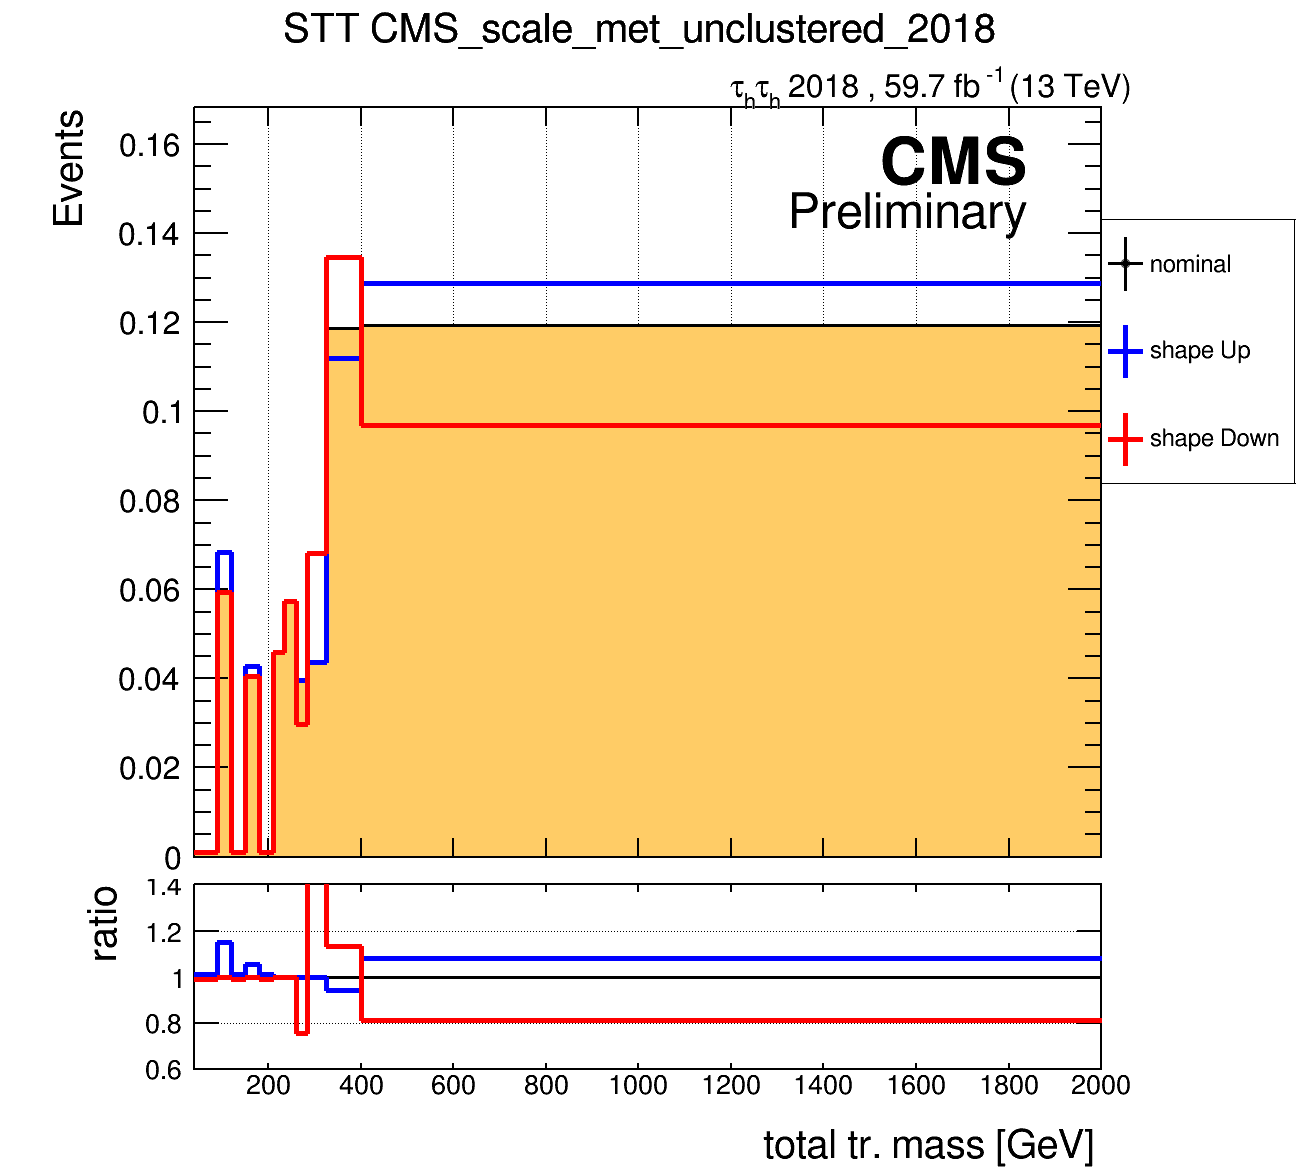 STT CMS_scale_met_unclustered_2018
τhτh 2018 , 59.7 fb-1 (13 TeV)
Events
0.16
0.14
0.12
0.1
0.08
0.06
0.04
0.02
0
CMS
Preliminary
nominal
shape Up
shape Down
ratio
1.4
1.2
1
0.8
0.6
200 400 600 800 1000 1200 1400 1600 1800 2000
total tr. mass [GeV]